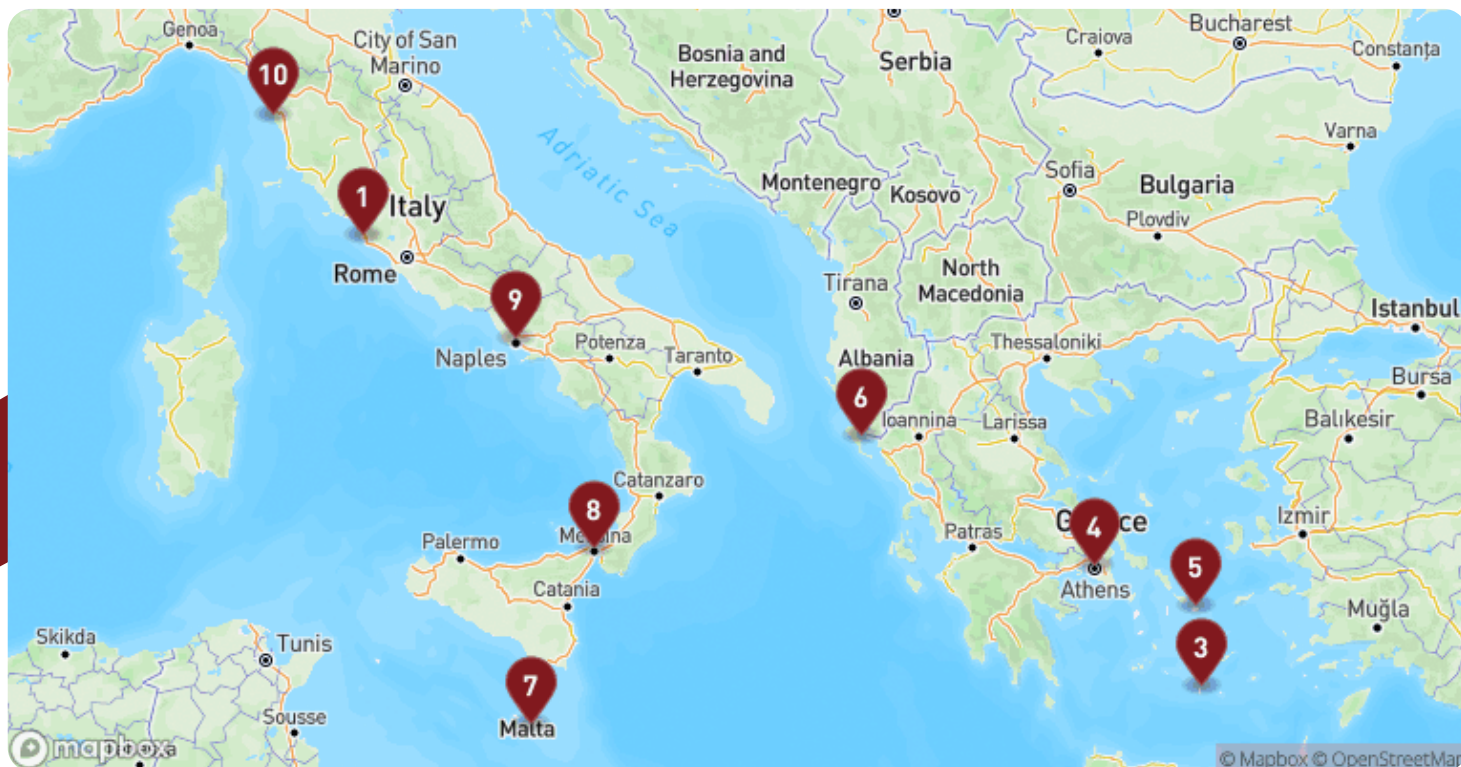 Genoa
City of San
Marino
10
Bosnia and
Herzegovina
Serbia
Craiova
Bucharest
Constanța
Varna
Adriatic Sea
Montenegro
Kosovo
Sofia
Bulgaria
Plovdiv
1
Italy
Rome
Tirana
North
Macedonia
Istanbul
9
Naples
Potenza
Taranto
Albania
Thessaloniki
Bursa
6
Ioannina
Larissa
Balıkesir
Catanzaro
8
Palermo
Patras
4
Athens
Izmir
5
Catania
Muğla
Skikda
Tunis
3
7
Malta
Sousse
mapbox
© Mapbox © OpenStreetMap